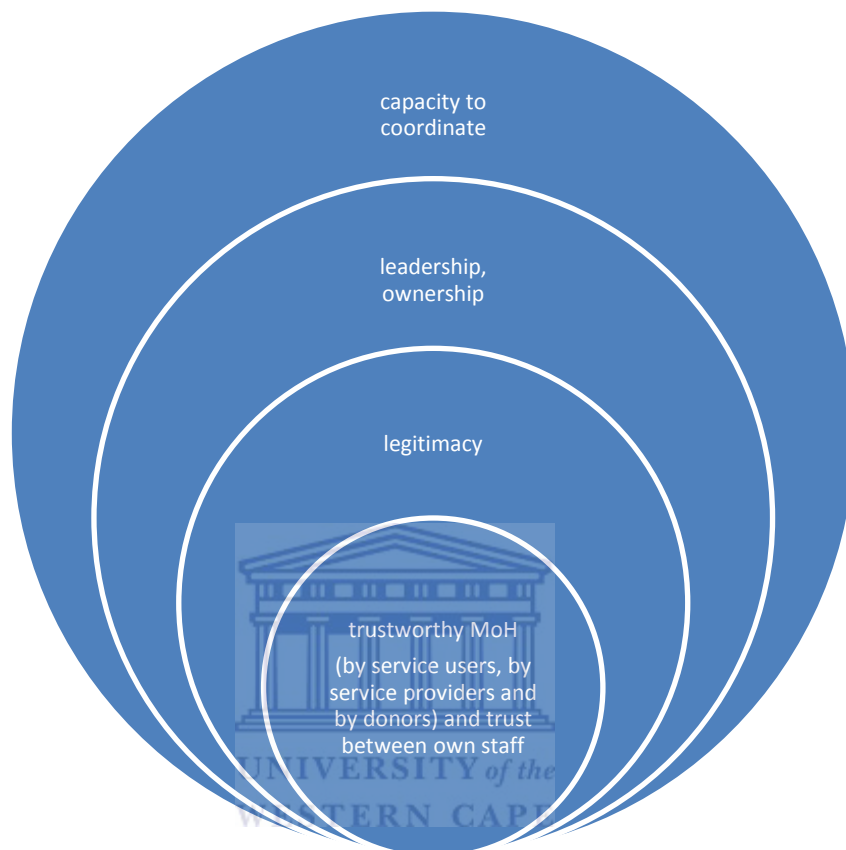 capacity to
coordinate
leadership,
ownership
legitimacy
trustworthy MoH
(by service users, by
service providers and
by donors) and trust
between own staff
UNIVERSITY of the
WESTERN CAPE